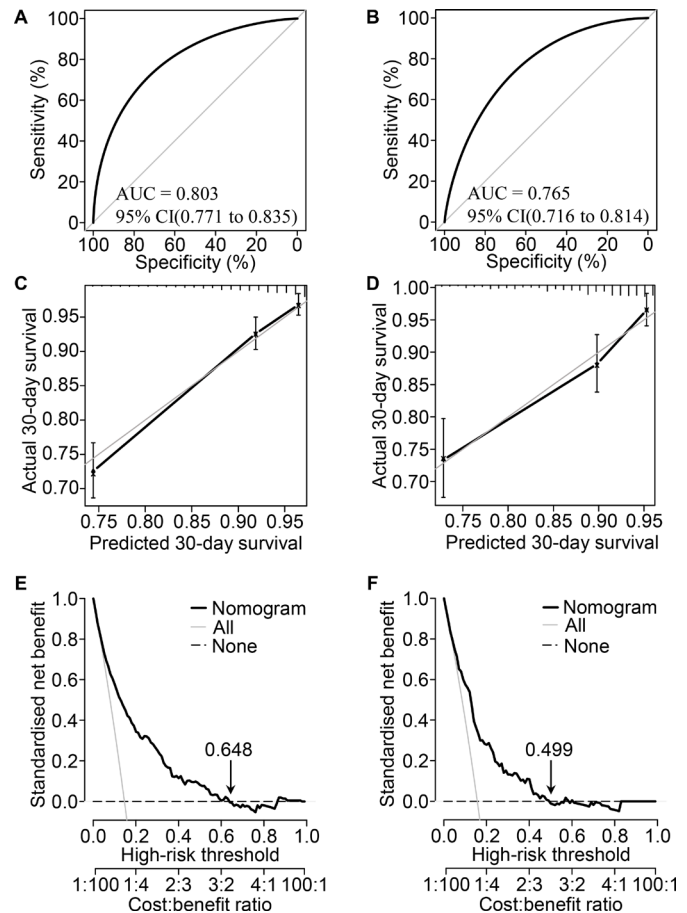 A
Sensitivity (%)
100
80
60
40
20
0
AUC = 0.803
95% CI(0.771 to 0.835)
100 80 60 40 20 0
Specificity (%)
B
Sensitivity (%)
100
80
60
40
20
0
AUC = 0.765
95% CI(0.716 to 0.814)
100 80 60 40 20 0
Specificity (%)
C
Actual 30-day survival
0.95
0.90
0.85
0.80
0.75
0.70
0.75 0.80 0.85 0.90 0.95
Predicted 30-day survival
D
Actual 30-day survival
1.00
0.95
0.90
0.85
0.80
0.75
0.70
0.75 0.80 0.85 0.90 0.95
Predicted 30-day survival
E
Standardised net benefit
1.0
0.8
0.6
0.4
0.2
0.0
Nomogram
All
None
0.648
0.0 0.2 0.4 0.6 0.8 1.0
High-risk threshold
1:100 1:4 2:3 3:2 4:1 100:1
Cost:benefit ratio
F
Standardised net benefit
1.0
0.8
0.6
0.4
0.2
0.0
Nomogram
All
None
0.499
0.0 0.2 0.4 0.6 0.8 1.0
High-risk threshold
1:100 1:4 2:3 3:2 4:1 100:1
Cost:benefit ratio